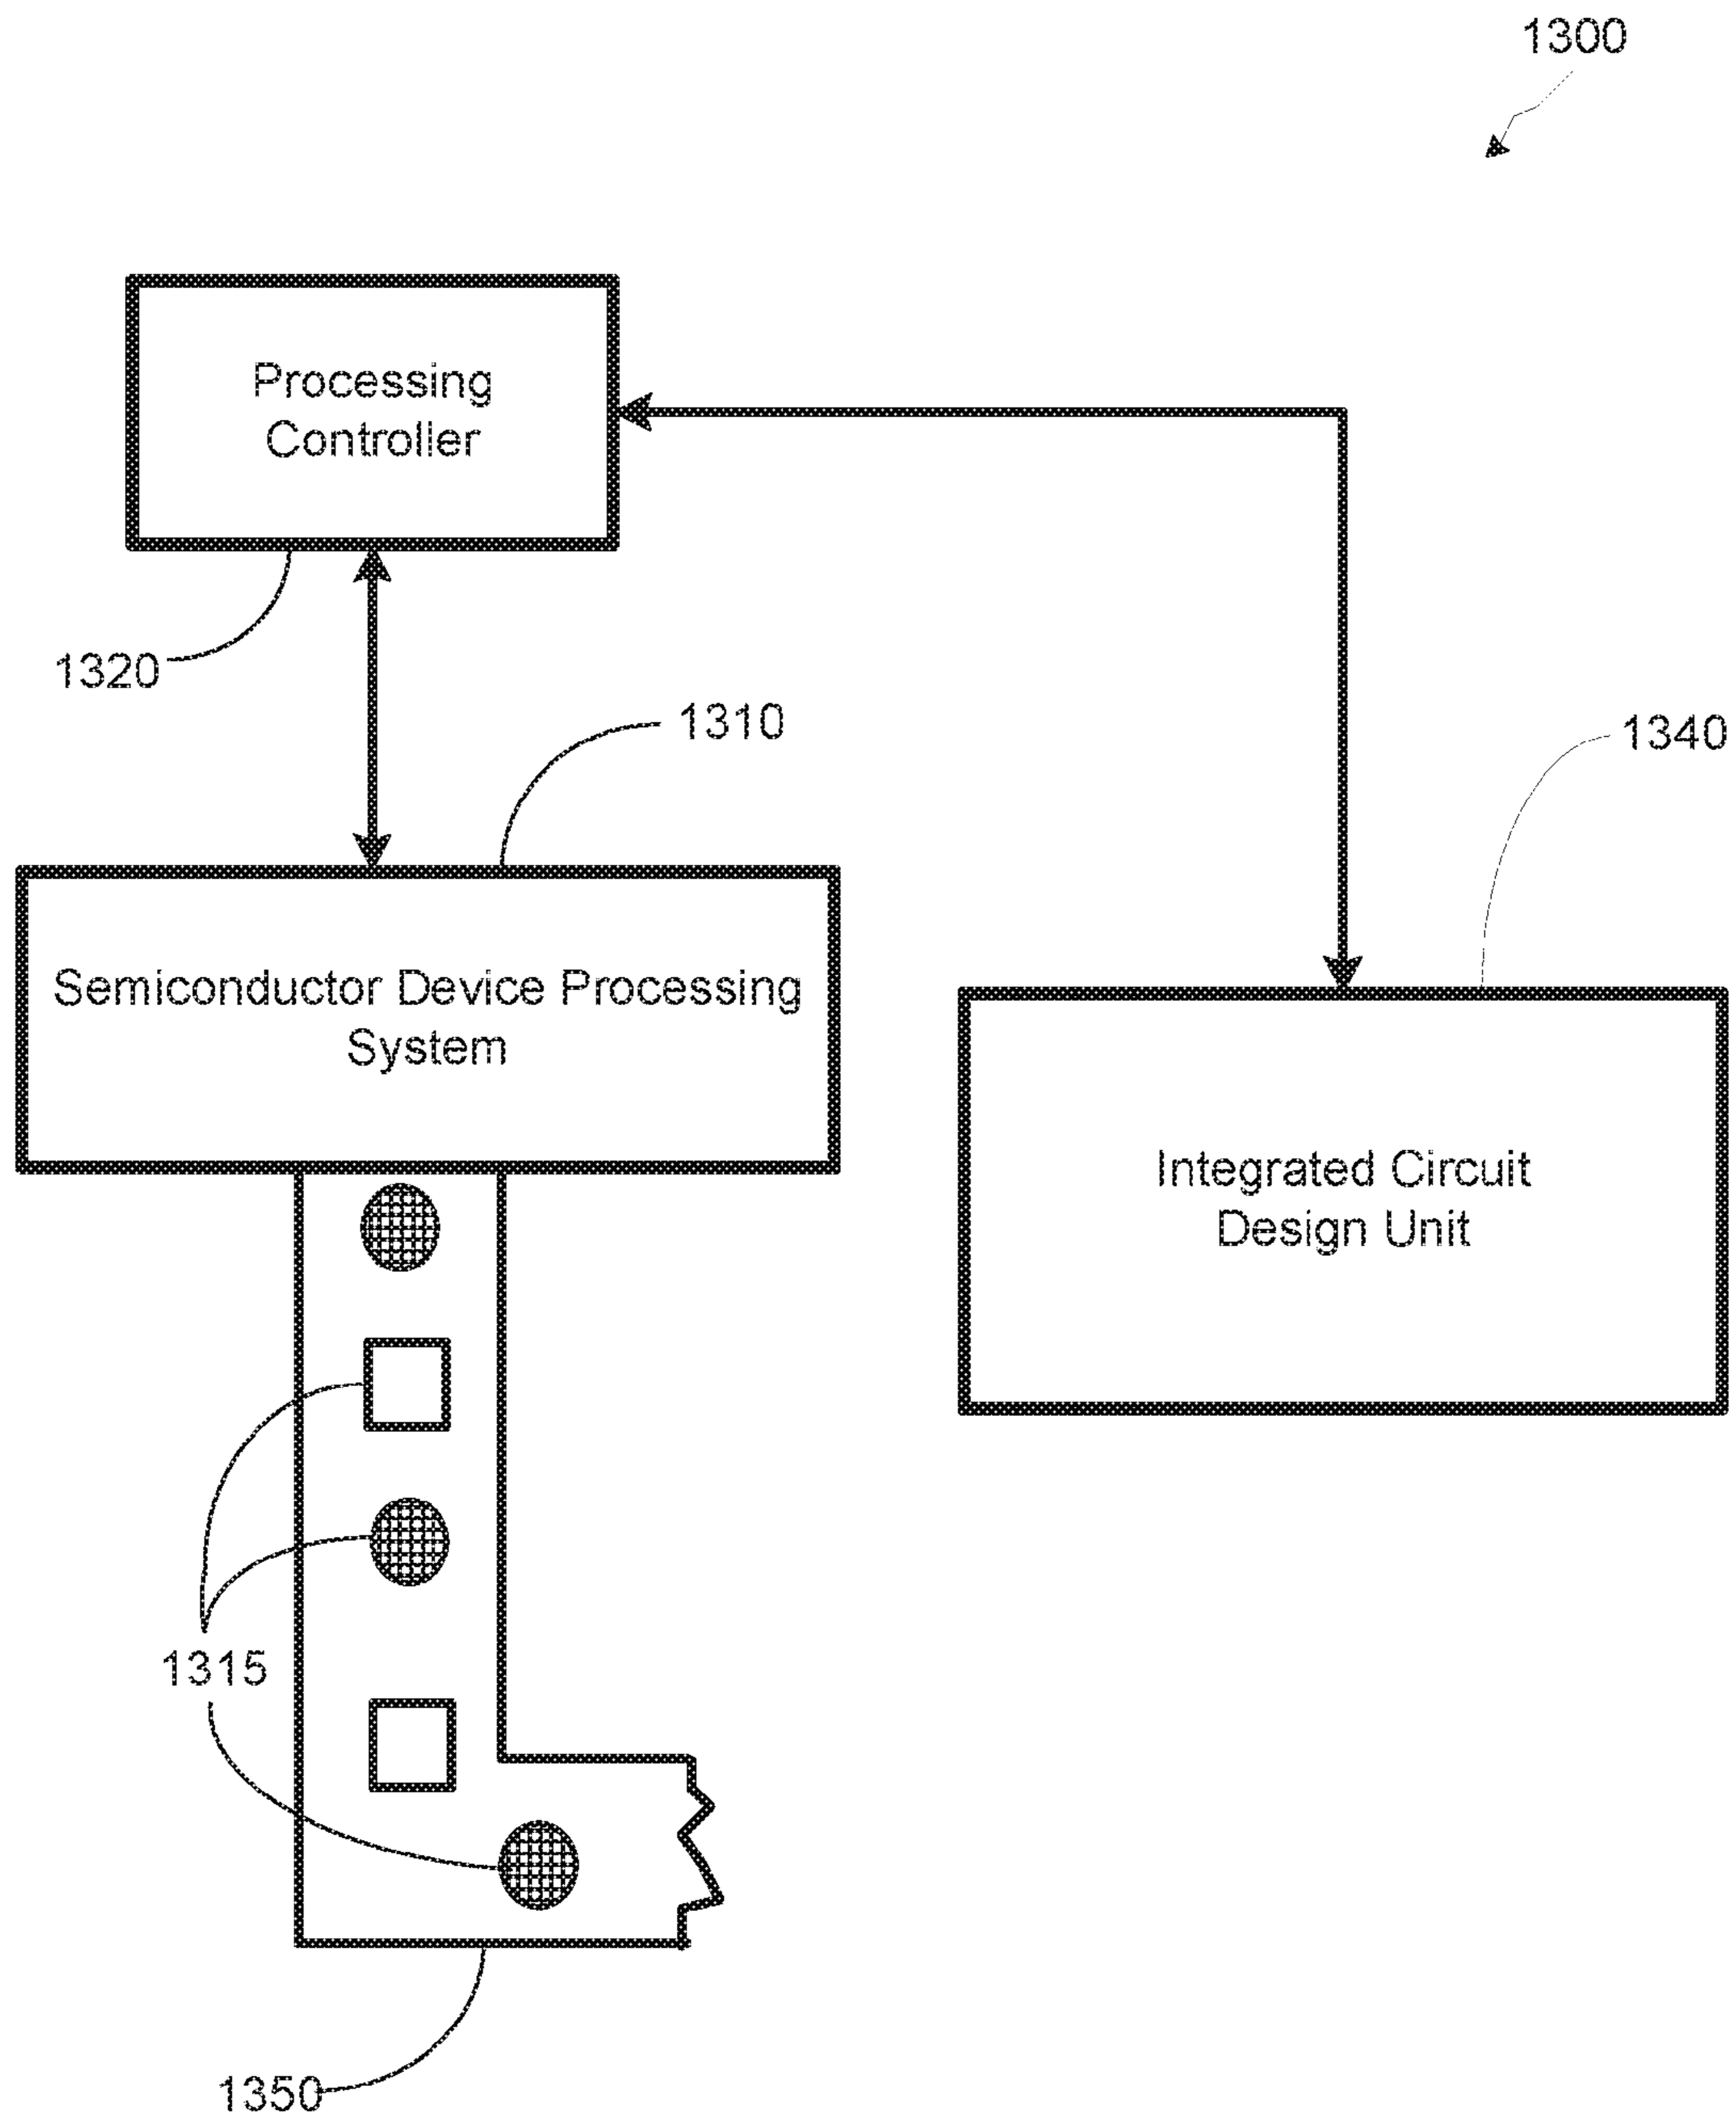 1300
Processing
Controller
1320
1310
1340
Semiconductor Device Processing
System
Integrated Circuit
Design Unit
1315
1350